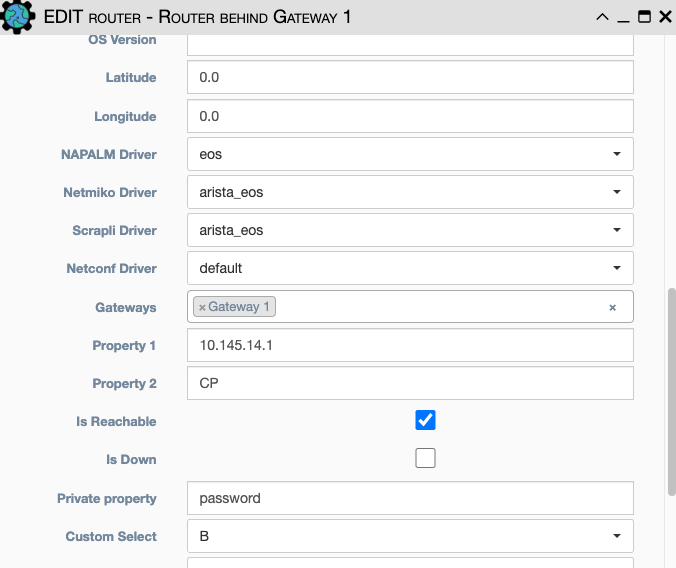 EDIT router - Router behind Gateway 1
OS Version
Latitude 0.0
Longitude 0.0
NAPALM Driver eos
Netmiko Driver arista_eos
Scrapli Driver arista_eos
Netconf Driver default
Gateways × Gateway 1 ×
Property 1 10.145.14.1
Property 2 CP
Is Reachable
Is Down
Private property password
Custom Select B